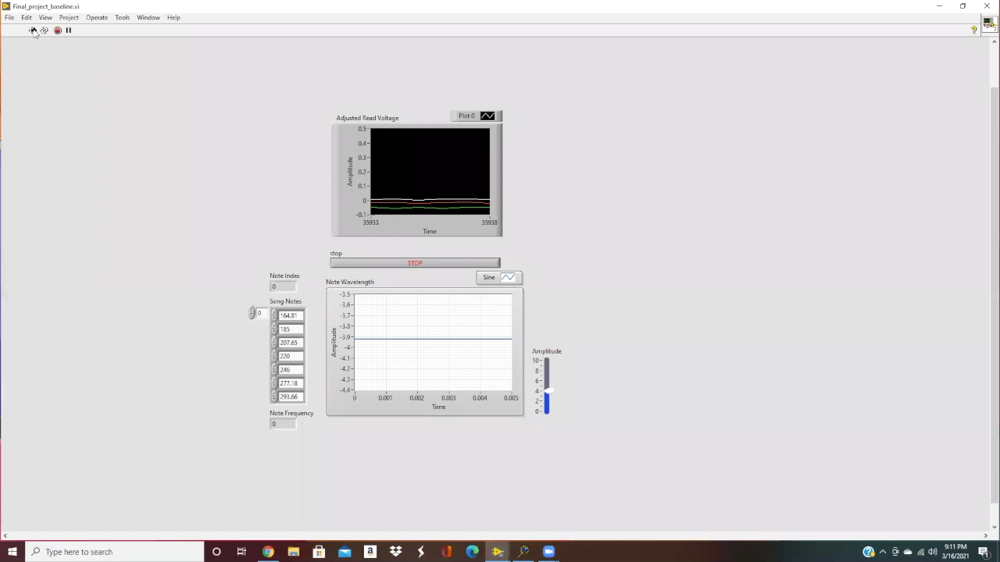 Final_project_baseline.vi
File Edit View Project Operate Tools Window Help
Adjusted Read Voltage
Plot 0
Amplitude
0.5
0.4
0.3
0.2
0.1
0
-0.1
35933
35938
Time
stop
STOP
Note Index
0
Song Notes
0
164.81
185
207.65
220
246
277.18
293.66
Note Frequency
0
Note Wavelength
Sine
Amplitude
-3.5
-3.6
-3.7
-3.8
-3.9
-4
-4.1
-4.2
-4.3
-4.4
0 0.001 0.002 0.003 0.004 0.005
Time
Amplitude
10
8
6
4
2
0
Type here to search
9:11 PM
3/16/2021